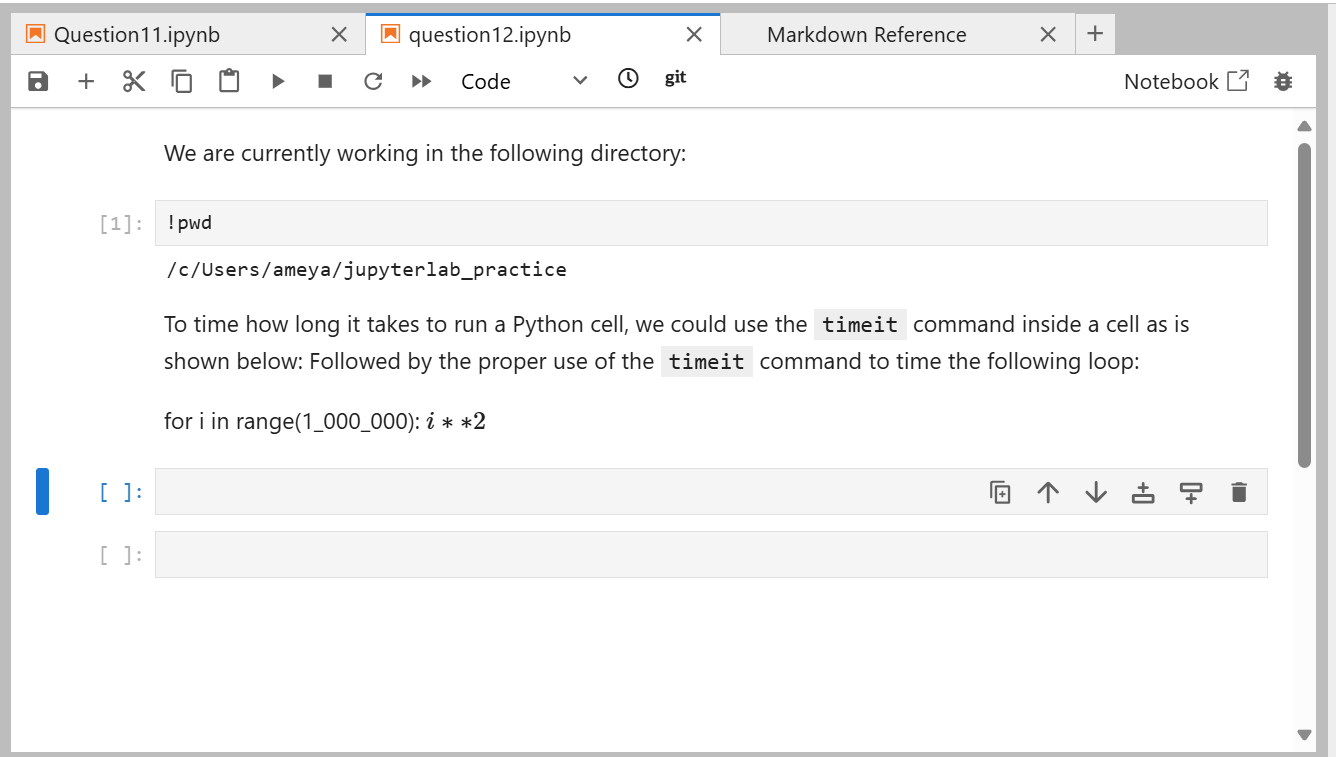 Question11.ipynb question12.ipynb Markdown Reference
Code git Notebook
We are currently working in the following directory:
[1]: !pwd
/c/Users/ameya/jupyterlab_practice
To time how long it takes to run a Python cell, we could use the timeit command inside a cell as is
shown below: Followed by the proper use of the timeit command to time the following loop:
for i in range(1_000_000): i * *2
[ ]:
[ ]: